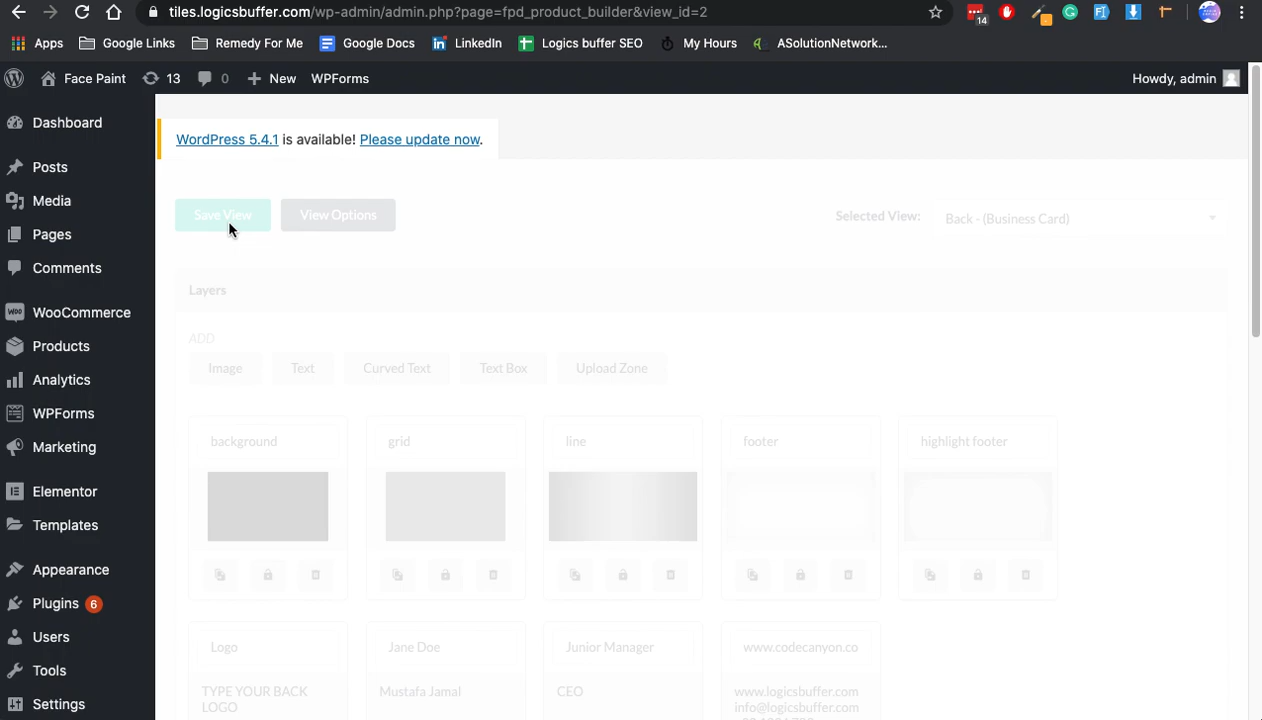 tiles.logicsbuffer.com/wp-admin/admin.php?page=fpd_product_builder&view_id=2
14
Apps Google Links Remedy For Me Google Docs LinkedIn Logics buffer SEO My Hours ASolutionNetwork...
Face Paint 13 0 New WPForms Howdy, admin
Dashboard
Posts
Media
Pages
Comments
WooCommerce
Products
Analytics
WPForms
Marketing
Elementor
Templates
Appearance
Plugins 6
Users
Tools
Settings
WordPress 5.4.1 is available! Please update now.
Save View View Options Selected View: Back - (Business Card)
Layers
ADD
Image Text Curved Text Text Box Upload Zone
background grid line footer highlight footer
Logo Jane Doe Junior Manager www.codecanyon.co
TYPE YOUR BACK
LOGO
Mustafa Jamal
CEO
www.logicsbuffer.com
info@logicsbuffer.com